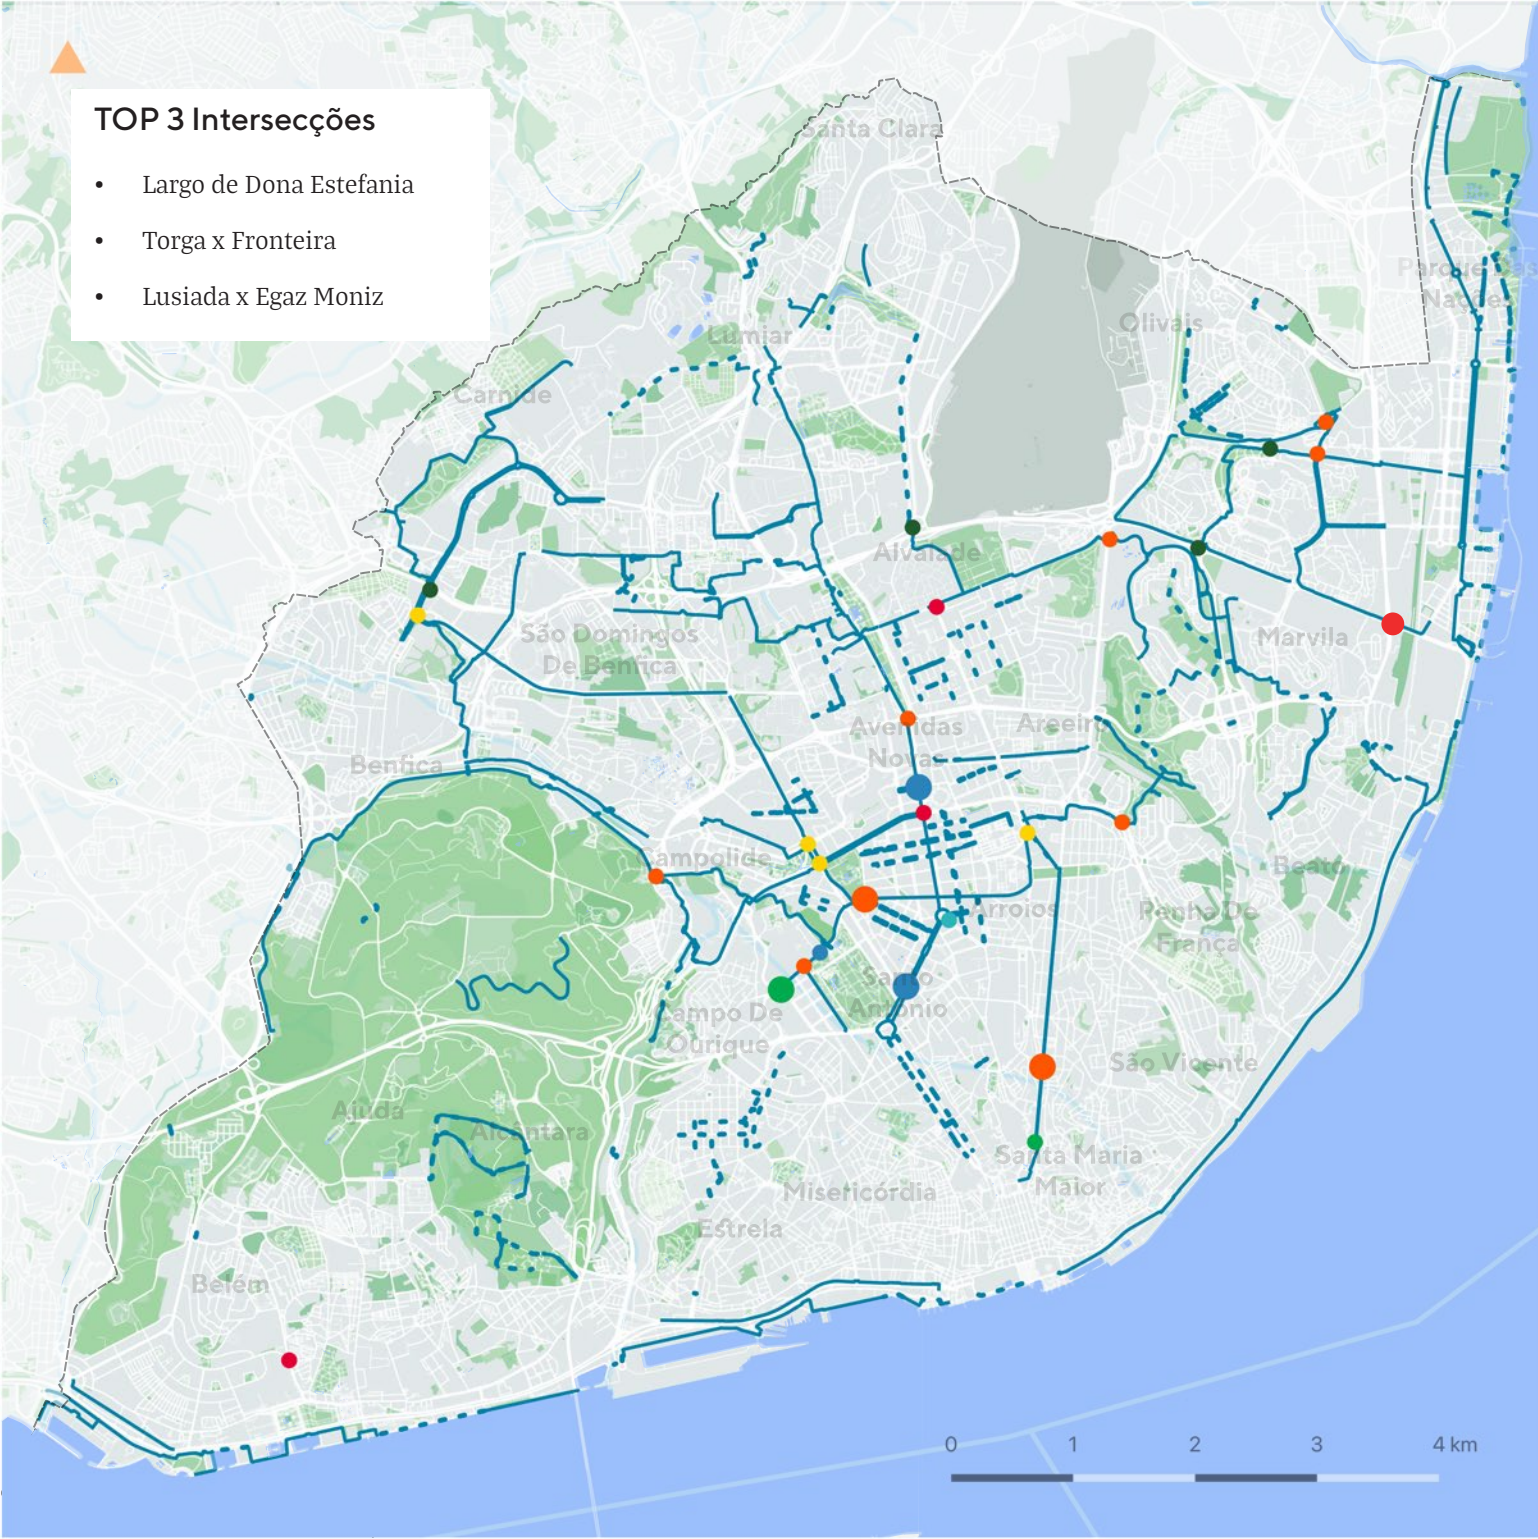 TOP 3 Intersecções
• Largo de Dona Estefania
• Torga x Fronteira
• Lusiada x Egaz Moniz
Santa Clara
Parque Das
Nações
Olivais
Lumiar
Carnide
Alvalade
São Domingos
De Benfica
Marvila
Avenidas
Novas
Areeiro
Benfica
Campolide
Beato
Arroios
Penha De
França
Santo
António
Campo De
Ourique
São Vicente
Ajuda
Alcântara
Santa Maria
Maior
Misericórdia
Estrela
Belém
0 1 2 3 4 km